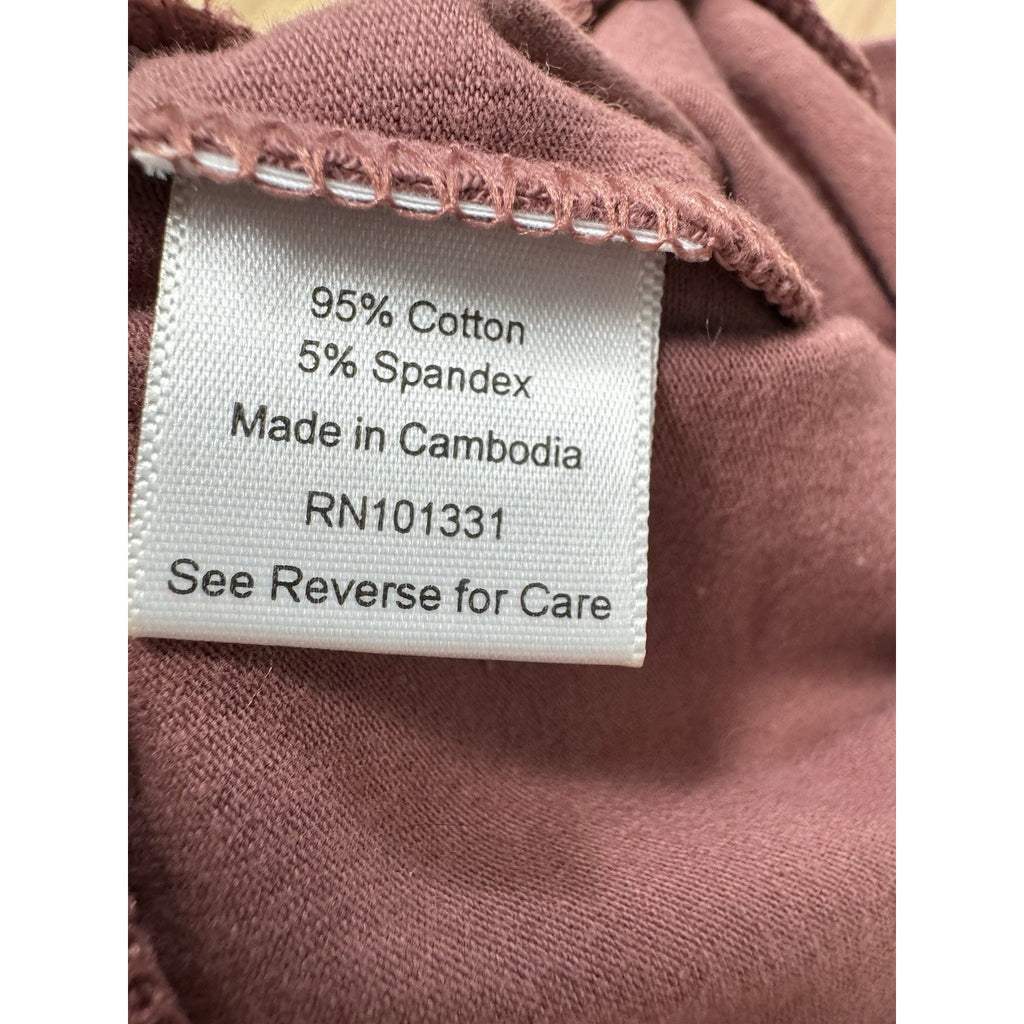 95% Cotton
5% Spandex
Made in Cambodia
RN101331
See Reverse for Care